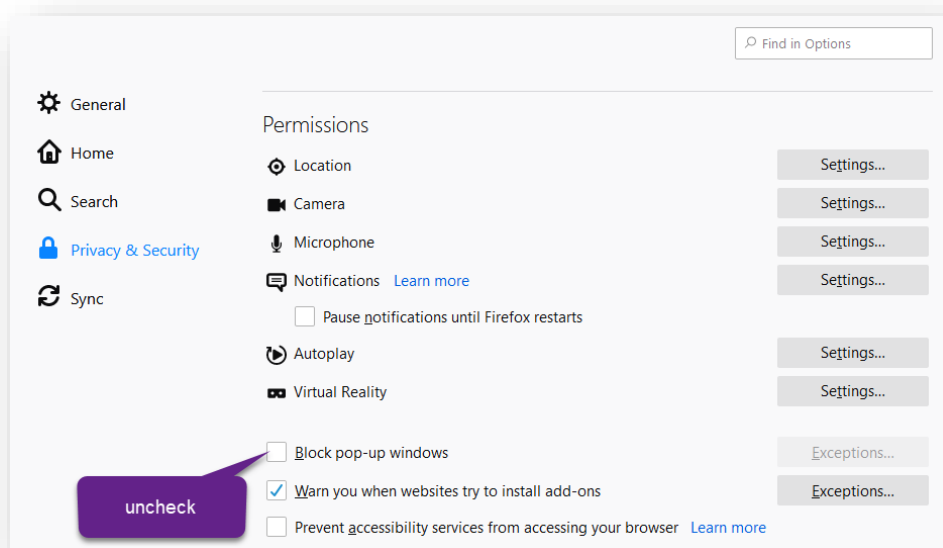 Find in Options
General
Home
Search
Privacy & Security
Sync
Permissions
Location Settings...
Camera Settings...
Microphone Settings...
Notifications Learn more Settings...
Pause notifications until Firefox restarts
Autoplay Settings...
Virtual Reality Settings...
Block pop-up windows Exceptions...
Warn you when websites try to install add-ons Exceptions...
Prevent accessibility services from accessing your browser Learn more
uncheck